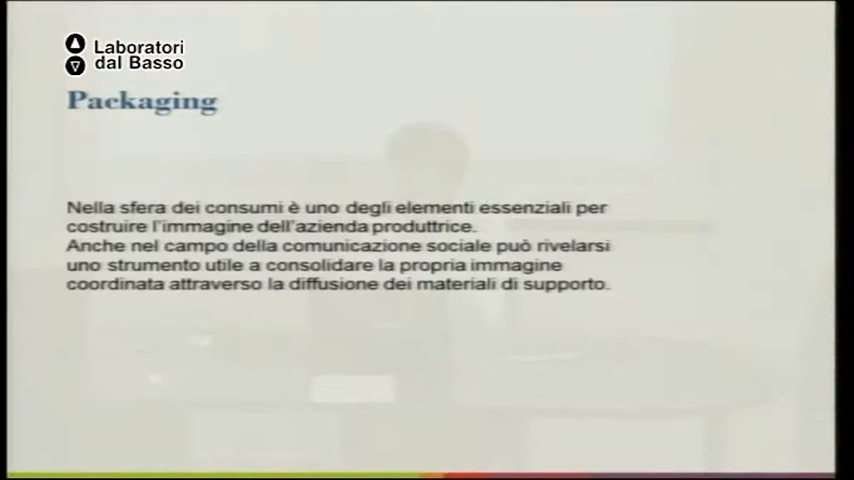 Laboratori
dal Basso
Packaging
Nella sfera dei consumi è uno degli elementi essenziali per
costruire l'immagine dell'azienda produttrice.
Anche nel campo della comunicazione sociale può rivelarsi
uno strumento utile a consolidare la propria immagine
coordinata attraverso la diffusione dei materiali di supporto.